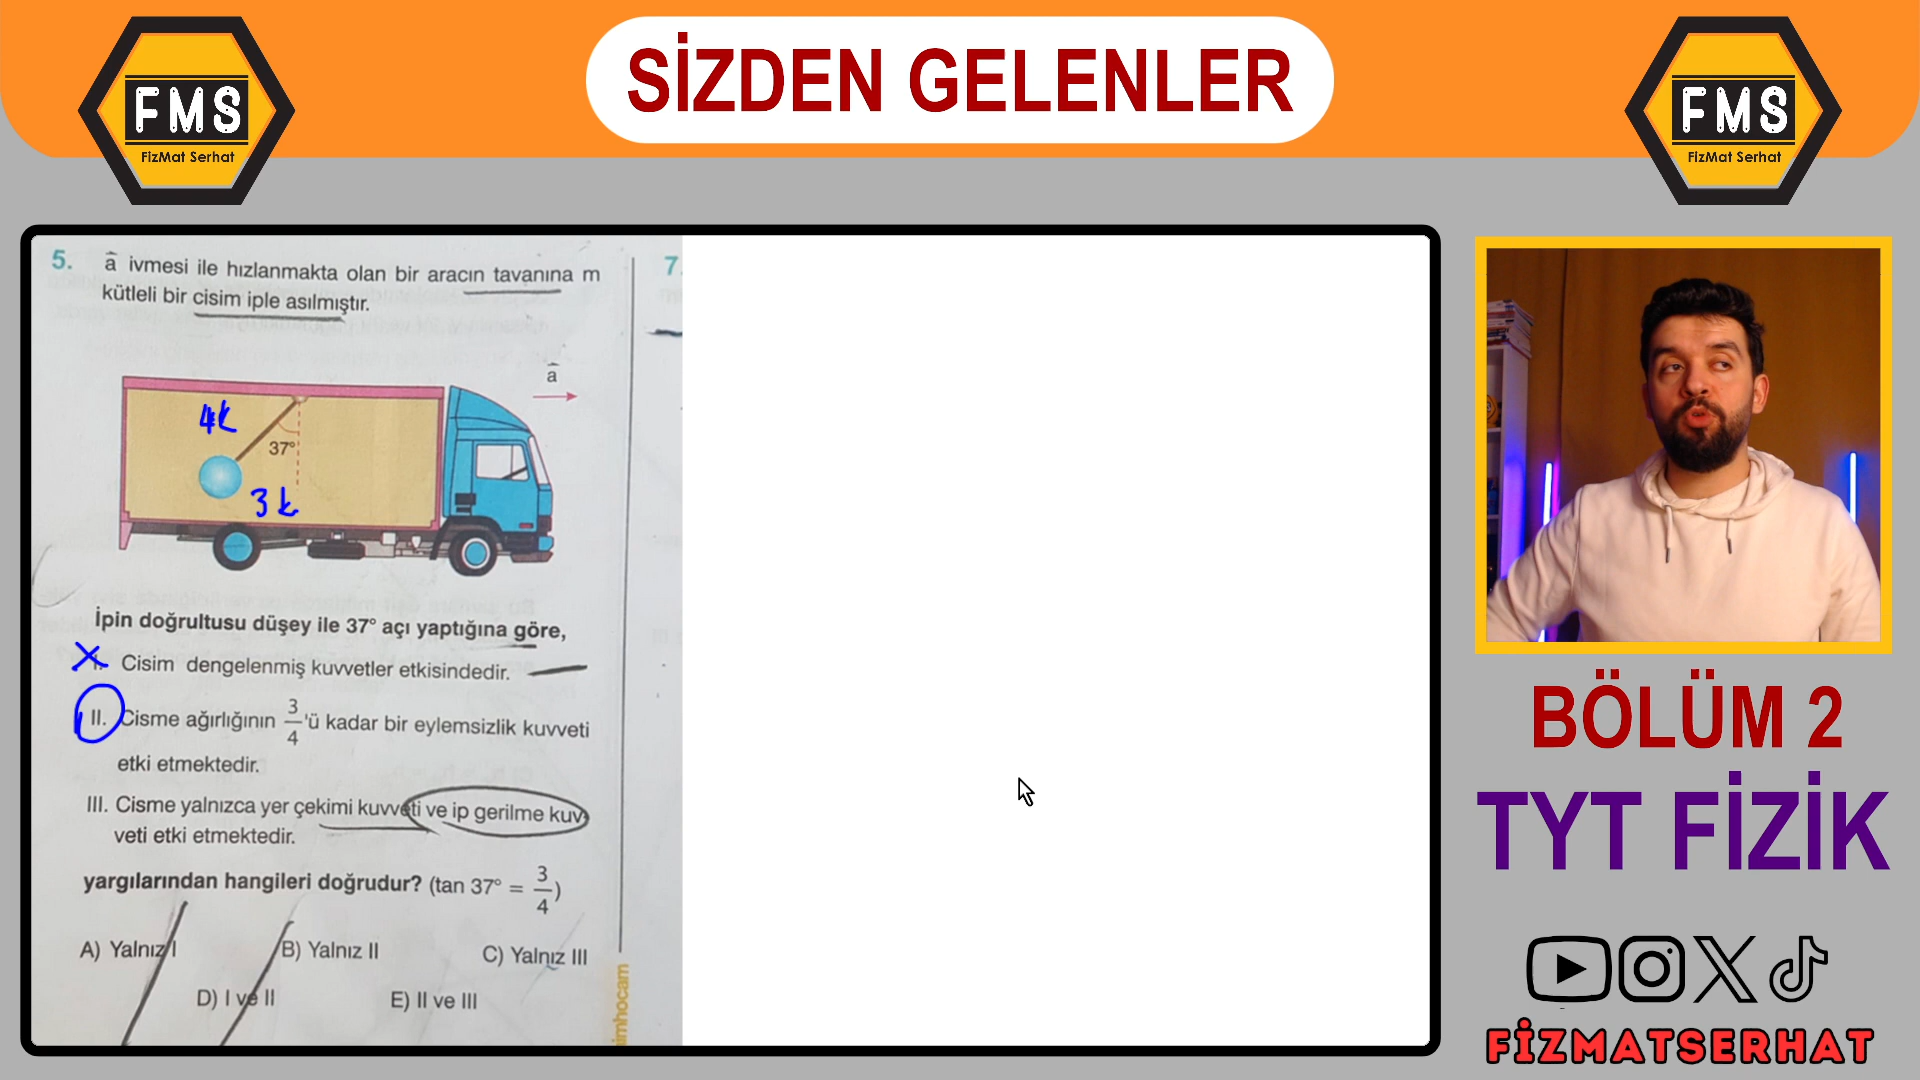 SİZDEN GELENLER
FMS
FizMat Serhat
FMS
FizMat Serhat
5. a ivmesi ile hızlanmakta olan bir aracın tavanına m
kütleli bir cisim iple asılmıştır.
7
a
4k
37°
3k
İpin doğrultusu düşey ile 37° açı yaptığına göre,
I. Cisim dengelenmiş kuvvetler etkisindedir.
II. Cisme ağırlığının 3/4'ü kadar bir eylemsizlik kuvveti
etki etmektedir.
III. Cisme yalnızca yer çekimi kuvveti ve ip gerilme kuv-
veti etki etmektedir.
yargılarından hangileri doğrudur? (tan 37° = 3/4)
A) Yalnız I
B) Yalnız II
C) Yalnız III
D) I ve II
E) II ve III
imhocam
BÖLÜM 2
TYT FİZİK
FİZMATSERHAT